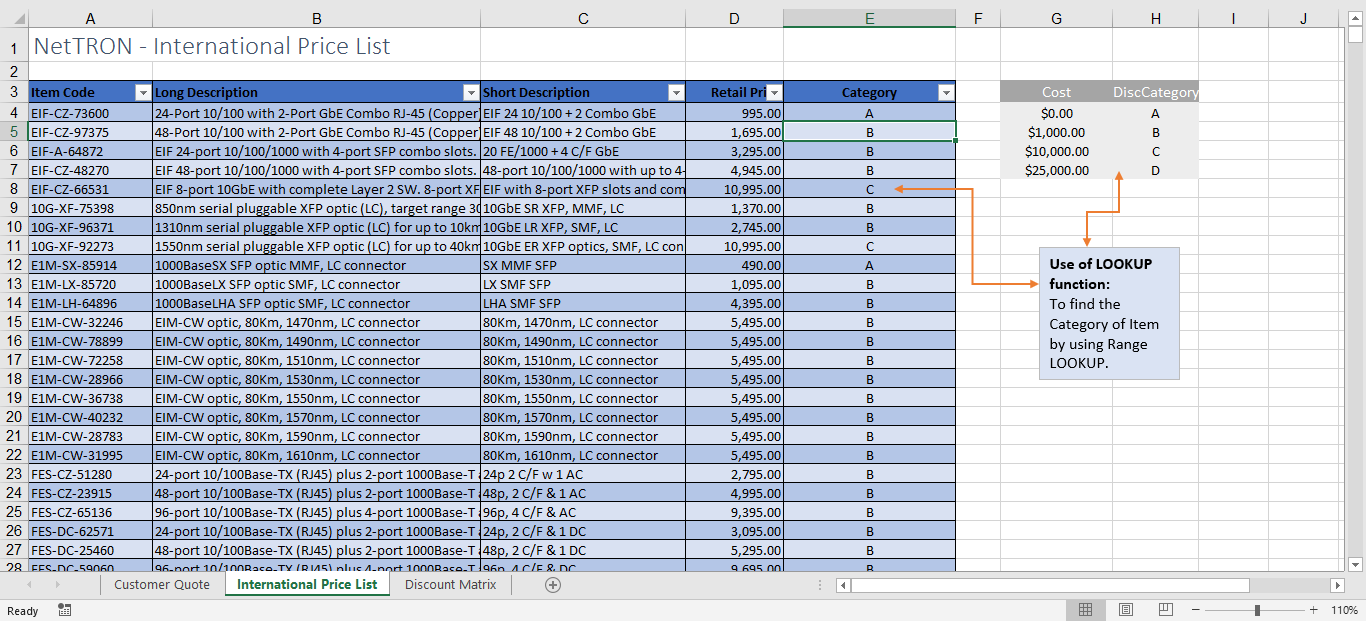 A B C D E F G H I J
1 NetTRON - International Price List
2
3 Item Code Long Description Short Description Retail Pri Category Cost DiscCategory
4 EIF-CZ-73600 24-Port 10/100 with 2-Port GbE Combo RJ-45 (Copper EIF 24 10/100 + 2 Combo GbE 995.00 A $0.00 A
5 EIF-CZ-97375 48-Port 10/100 with 2-Port GbE Combo RJ-45 (Copper EIF 48 10/100 + 2 Combo GbE 1,695.00 B $1,000.00 B
6 EIF-A-64872 EIF 24-port 10/100/1000 with 4-port SFP combo slots. 20 FE/1000 + 4 C/F GbE 3,295.00 B $10,000.00 C
7 EIF-CZ-48270 EIF 48-port 10/100/1000 with 4-port SFP combo slots. 48-port 10/100/1000 with up to 4- 4,945.00 B $25,000.00 D
8 EIF-CZ-66531 EIF 8-port 10GbE with complete Layer 2 SW. 8-port XF EIF with 8-port XFP slots and com 10,995.00 C
9 10G-XF-75398 850nm serial pluggable XFP optic (LC), target range 30 10GbE SR XFP, MMF, LC 1,370.00 B
10 10G-XF-96371 1310nm serial pluggable XFP optic (LC) for up to 10km 10GbE LR XFP, SMF, LC 2,745.00 B
11 10G-XF-92273 1550nm serial pluggable XFP optic (LC) for up to 40km 10GbE ER XFP optics, SMF, LC con 10,995.00 C
12 E1M-SX-85914 1000BaseSX SFP optic MMF, LC connector SX MMF SFP 490.00 A
13 E1M-LX-85720 1000BaseLX SFP optic SMF, LC connector LX SMF SFP 1,095.00 B
14 E1M-LH-64896 1000BaseLHA SFP optic SMF, LC connector LHA SMF SFP 4,395.00 B
15 E1M-CW-32246 EIM-CW optic, 80Km, 1470nm, LC connector 80Km, 1470nm, LC connector 5,495.00 B
16 E1M-CW-78899 EIM-CW optic, 80Km, 1490nm, LC connector 80Km, 1490nm, LC connector 5,495.00 B
17 E1M-CW-72258 EIM-CW optic, 80Km, 1510nm, LC connector 80Km, 1510nm, LC connector 5,495.00 B
18 E1M-CW-28966 EIM-CW optic, 80Km, 1530nm, LC connector 80Km, 1530nm, LC connector 5,495.00 B
19 E1M-CW-36738 EIM-CW optic, 80Km, 1550nm, LC connector 80Km, 1550nm, LC connector 5,495.00 B
20 E1M-CW-40232 EIM-CW optic, 80Km, 1570nm, LC connector 80Km, 1570nm, LC connector 5,495.00 B
21 E1M-CW-28783 EIM-CW optic, 80Km, 1590nm, LC connector 80Km, 1590nm, LC connector 5,495.00 B
22 E1M-CW-31995 EIM-CW optic, 80Km, 1610nm, LC connector 80Km, 1610nm, LC connector 5,495.00 B
23 FES-CZ-51280 24-port 10/100Base-TX (RJ45) plus 2-port 1000Base-T 24p 2 C/F w 1 AC 2,795.00 B
24 FES-CZ-23915 48-port 10/100Base-TX (RJ45) plus 2-port 1000Base-T 48p, 2 C/F & 1 AC 4,995.00 B
25 FES-CZ-65136 96-port 10/100Base-TX (RJ45) plus 4-port 1000Base-T 96p, 4 C/F & AC 9,395.00 B
26 FES-DC-62571 24-port 10/100Base-TX (RJ45) plus 2-port 1000Base-T 24p, 2 C/F & 1 DC 3,095.00 B
27 FES-DC-25460 48-port 10/100Base-TX (RJ45) plus 2-port 1000Base-T 48p, 2 C/F & 1 DC 5,295.00 B
28 FES-DC-59060 96-port 10/100Base-TX (RJ45) plus 4-port 1000Base-T 96p, 4 C/F & DC 9,695.00 B
Use of LOOKUP
function:
To find the
Category of Item
by using Range
LOOKUP.
Customer Quote International Price List Discount Matrix
Ready 110%